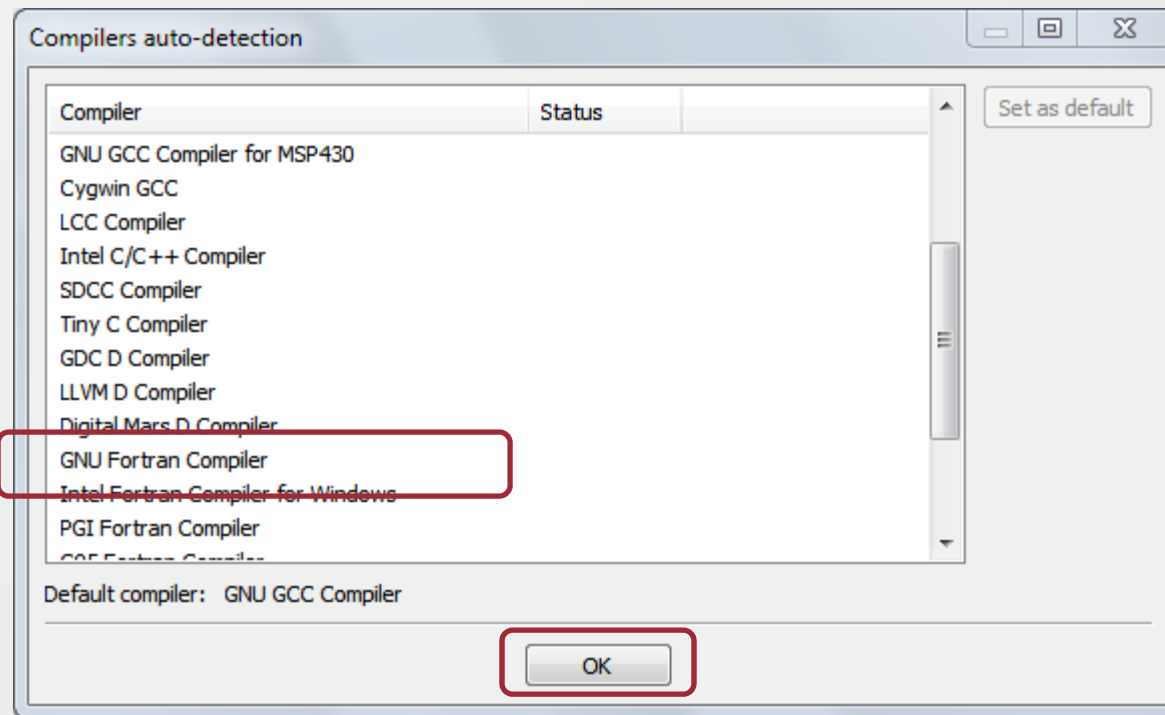 Compilers auto-detection
Compiler Status
Set as default
GNU GCC Compiler for MSP430
Cygwin GCC
LCC Compiler
Intel C/C++ Compiler
SDCC Compiler
Tiny C Compiler
GDC D Compiler
LLVM D Compiler
Digital Mars D Compiler
GNU Fortran Compiler
Intel Fortran Compiler for Windows
PGI Fortran Compiler
Fortran Compiler
Default compiler: GNU GCC Compiler
OK